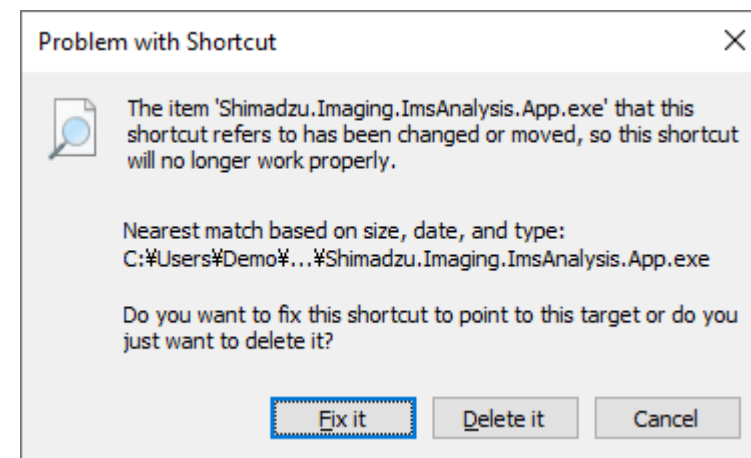 Problem with Shortcut
The item 'Shimadzu.Imaging.ImsAnalysis.App.exe' that this
shortcut refers to has been changed or moved, so this shortcut
will no longer work properly.
Nearest match based on size, date, and type:
C:¥Users¥Demo¥...¥Shimadzu.Imaging.ImsAnalysis.App.exe
Do you want to fix this shortcut to point to this target or do you
just want to delete it?
Fix it Delete it Cancel